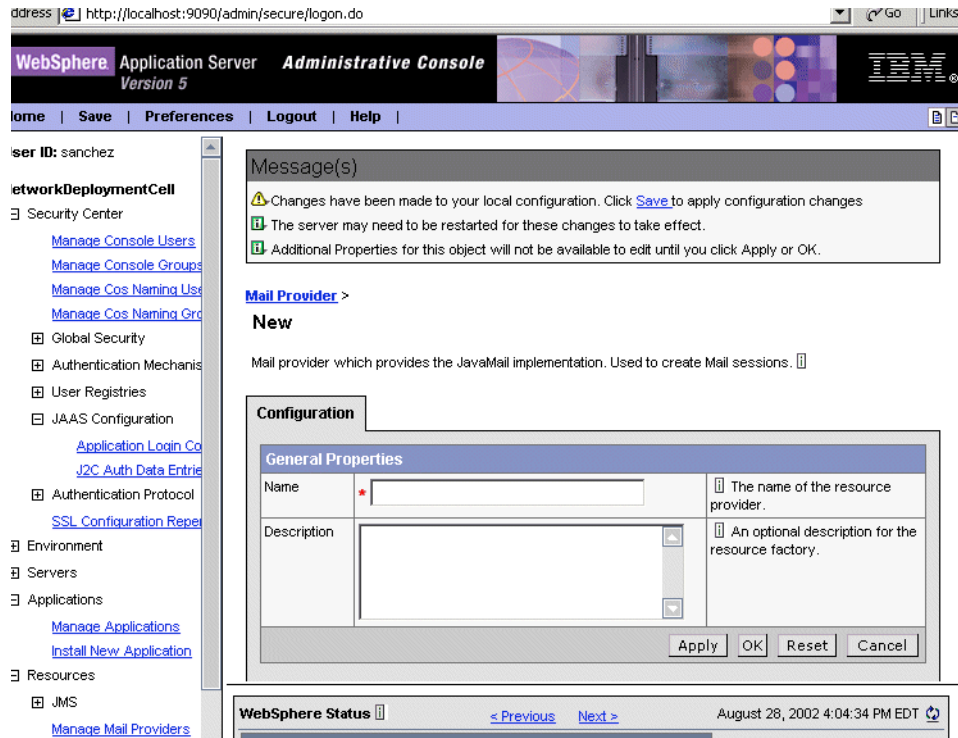 ddress http://localhost:9090/admin/secure/logon.do Go Links
WebSphere. Application Server Administrative Console
Version 5
IBM®
ome | Save | Preferences | Logout | Help |
ser ID: sanchez
etworkDeploymentCell
Security Center
Manage Console Users
Manage Console Groups
Manage Cos Naming Use
Manage Cos Naming Gro
Global Security
Authentication Mechanis
User Registries
JAAS Configuration
Application Login Co
J2C Auth Data Entrie
Authentication Protocol
SSL Configuration Reper
Environment
Servers
Applications
Manage Applications
Install New Application
Resources
JMS
Manage Mail Providers
Message(s)
Changes have been made to your local configuration. Click Save to apply configuration changes
The server may need to be restarted for these changes to take effect.
Additional Properties for this object will not be available to edit until you click Apply or OK.
Mail Provider >
New
Mail provider which provides the JavaMail implementation. Used to create Mail sessions. i
Configuration
General Properties
Name * i The name of the resource
provider.
Description i An optional description for the
resource factory.
Apply OK Reset Cancel
WebSphere Status i < Previous Next > August 28, 2002 4:04:34 PM EDT